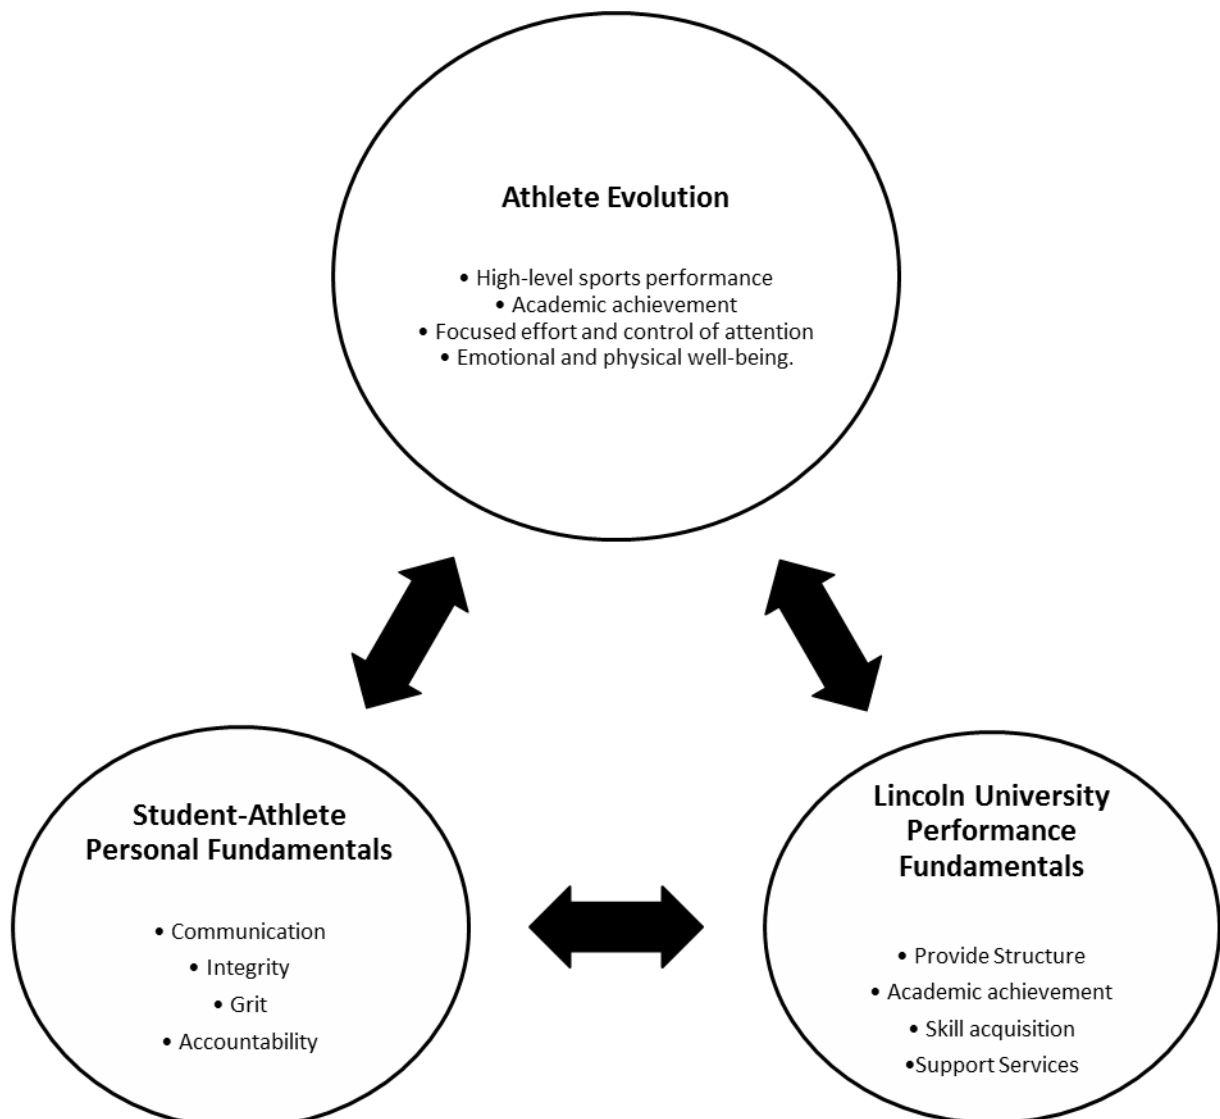 Athlete Evolution
• High-level sports performance
• Academic achievement
• Focused effort and control of attention
• Emotional and physical well-being.
Student-Athlete
Personal Fundamentals
• Communication
• Integrity
• Grit
• Accountability
Lincoln University
Performance
Fundamentals
• Provide Structure
• Academic achievement
• Skill acquisition
•Support Services